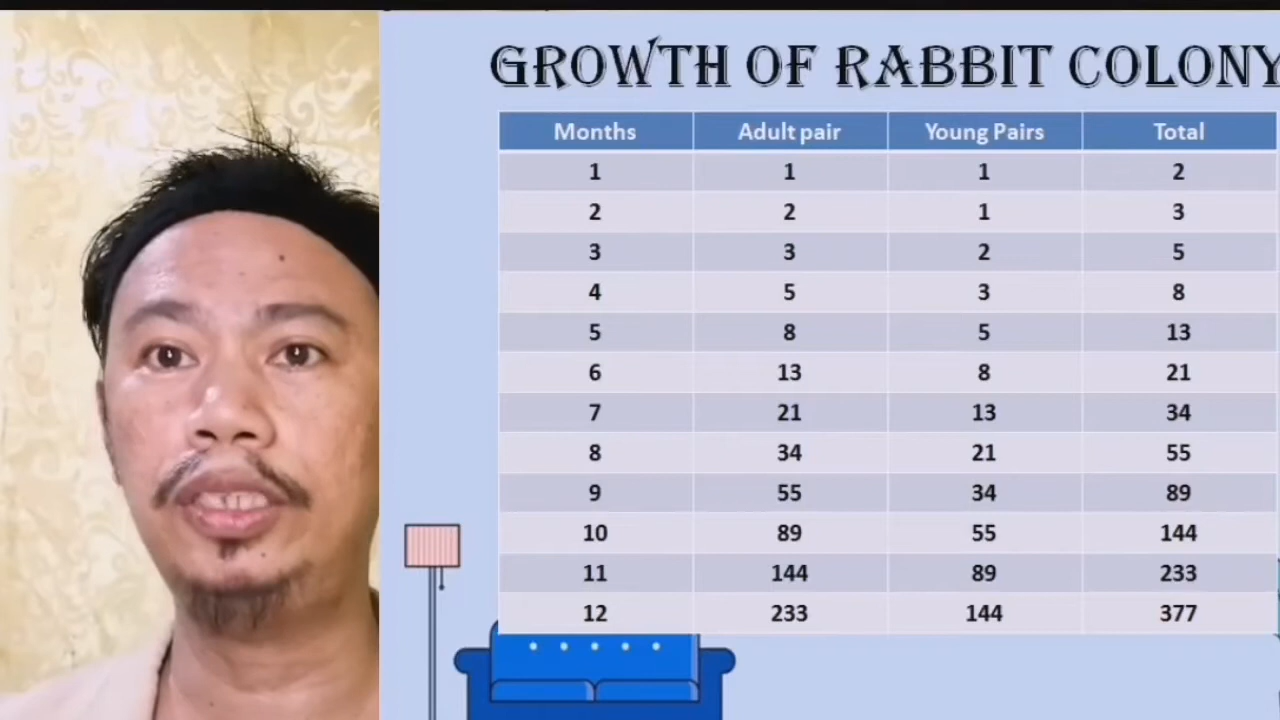 GROWTH OF RABBIT COLONY
Months Adult pair Young Pairs Total
1 1 1 2
2 2 1 3
3 3 2 5
4 5 3 8
5 8 5 13
6 13 8 21
7 21 13 34
8 34 21 55
9 55 34 89
10 89 55 144
11 144 89 233
12 233 144 377